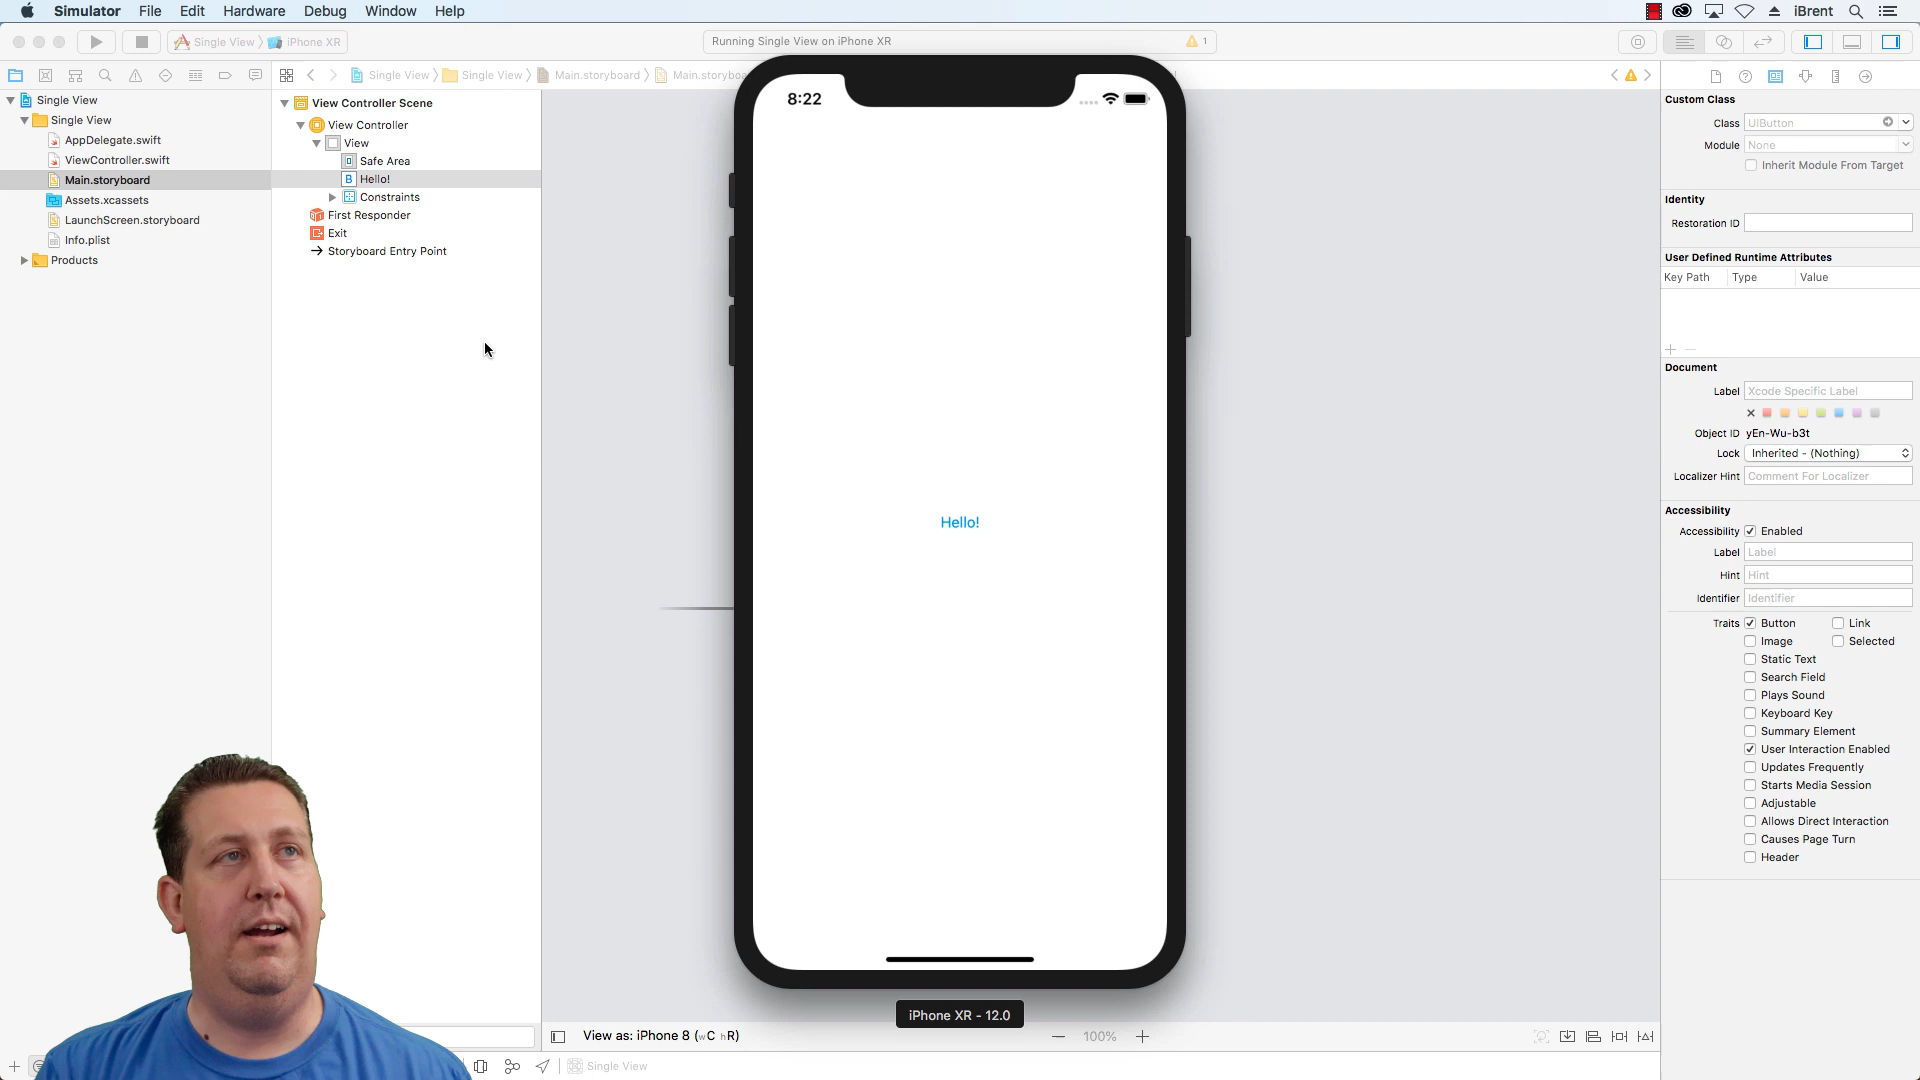 Simulator File Edit Hardware Debug Window Help iBrent
Single View iPhone XR Running Single View on iPhone XR 1
Single View Single View Main.storyboard
Single View
Single View
AppDelegate.swift
ViewController.swift
Main.storyboard
Assets.xcassets
LaunchScreen.storyboard
Info.plist
Products
View Controller Scene
View Controller
View
Safe Area
B Hello!
Constraints
First Responder
Exit
Storyboard Entry Point
8:22
Hello!
iPhone XR - 12.0
View as: iPhone 8 (wC hR) 100%
Single View
Custom Class
Class UIButton
Module None
Inherit Module From Target
Identity
Restoration ID
User Defined Runtime Attributes
Key Path Type Value
Document
Label Xcode Specific Label
Object ID yEn-Wu-b3t
Lock Inherited - (Nothing)
Localizer Hint Comment For Localizer
Accessibility
Accessibility Enabled
Label Label
Hint Hint
Identifier Identifier
Traits Button Link
Image Selected
Static Text
Search Field
Plays Sound
Keyboard Key
Summary Element
User Interaction Enabled
Updates Frequently
Starts Media Session
Adjustable
Allows Direct Interaction
Causes Page Turn
Header